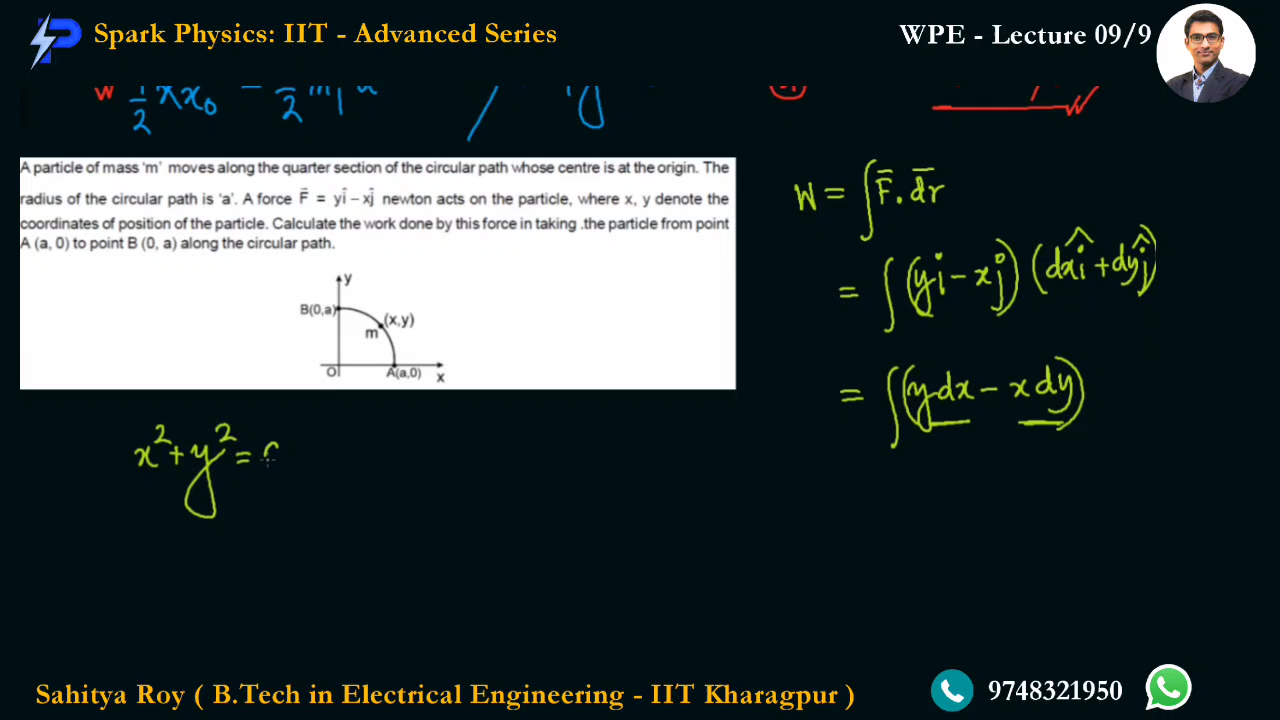 Spark Physics: IIT - Advanced Series
WPE - Lecture 09/9
A particle of mass 'm' moves along the quarter section of the circular path whose centre is at the origin. The
radius of the circular path is 'a'. A force F⃗ = yî − xĵ newton acts on the particle, where x, y denote the
coordinates of position of the particle. Calculate the work done by this force in taking .the particle from point
A (a, 0) to point B (0, a) along the circular path.
y
B(0,a)
(x,y)
m
O
A(a,0)
x
W = ∫ F̄ . d̄r
= ∫ (yi − xj) (dxî + dyĵ)
= ∫ (ydx − xdy)
x² + y² =
Sahitya Roy ( B.Tech in Electrical Engineering - IIT Kharagpur )
9748321950